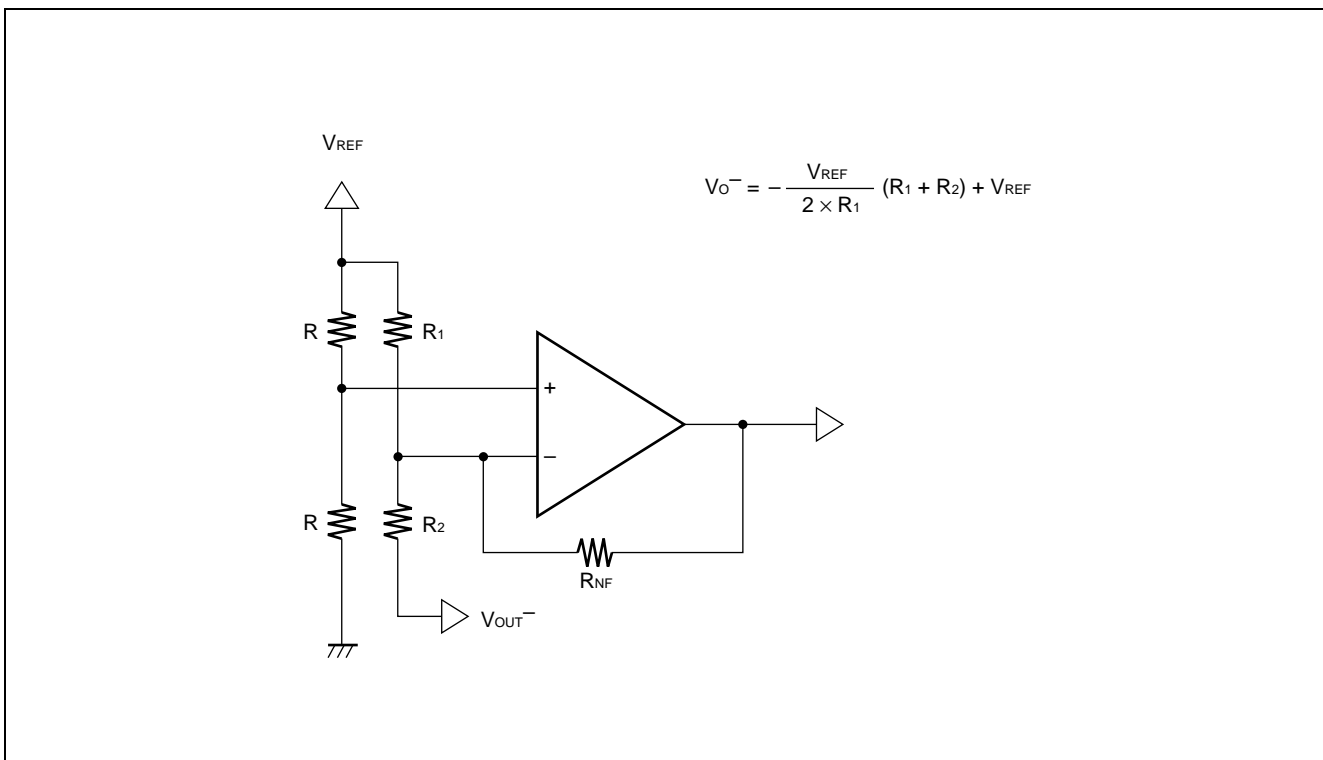 VREF
VO– = – VREF / 2 × R1 (R1 + R2) + VREF
R
R1
+
–
R
R2
RNF
VOUT–